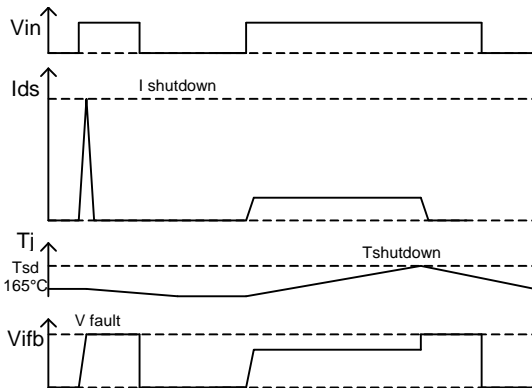 Vin
Ids
I shutdown
Tj
Tsd
165°C
Tshutdown
Vifb
V fault